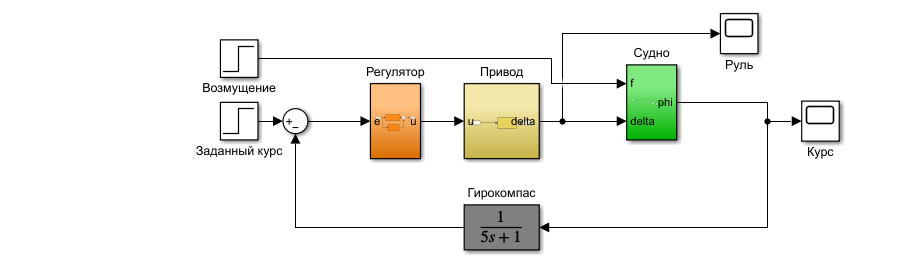 Судно
Руль
Возмущение
Регулятор
Привод
f
phi
delta
+
−
e
u
u
delta
Заданный курс
Курс
Гирокомпас
1
5s + 1